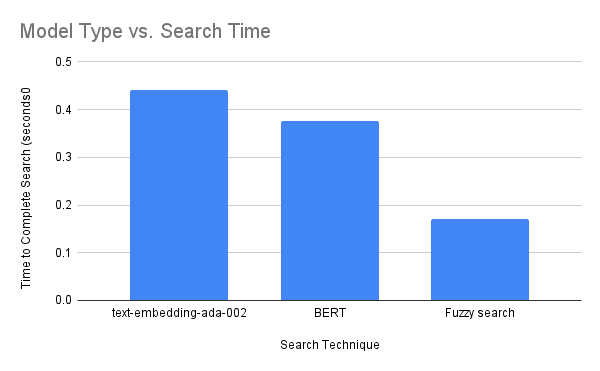 Model Type vs. Search Time
Time to Complete Search (seconds0
0.5
0.4
0.3
0.2
0.1
0.0
text-embedding-ada-002
BERT
Fuzzy search
Search Technique